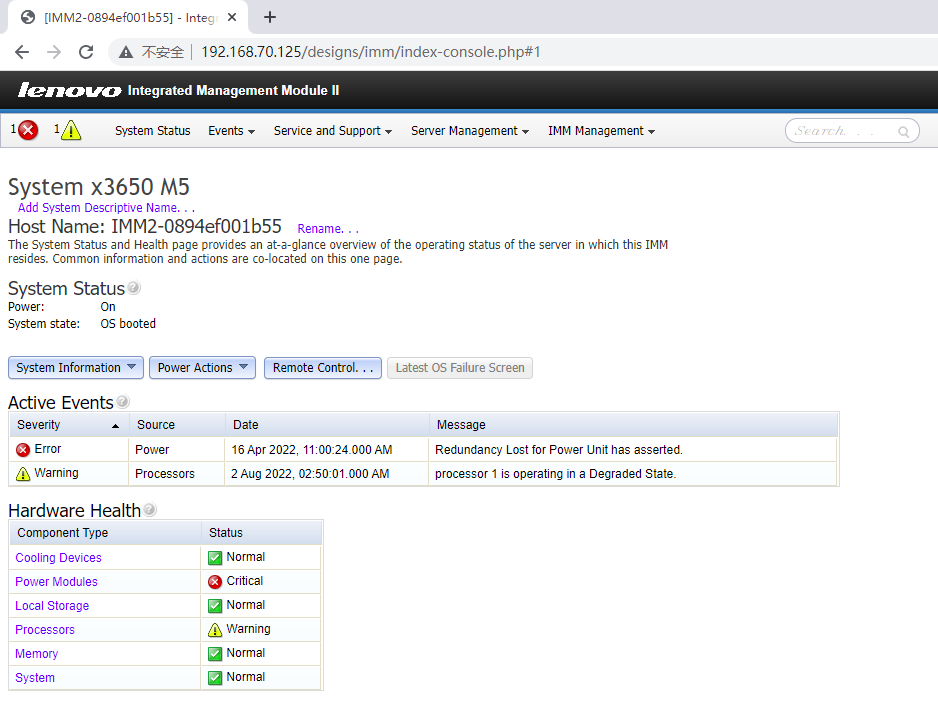 [IMM2-0894ef001b55] - Integr
不安全 192.168.70.125/designs/imm/index-console.php#1
lenovo Integrated Management Module II
1 1 System Status Events Service and Support Server Management IMM Management Search. . .
System x3650 M5
Add System Descriptive Name. . .
Host Name: IMM2-0894ef001b55 Rename. . .
The System Status and Health page provides an at-a-glance overview of the operating status of the server in which this IMM
resides. Common information and actions are co-located on this one page.
System Status
Power: On
System state: OS booted
System Information Power Actions Remote Control. . . Latest OS Failure Screen
Active Events
Severity Source Date Message
Error Power 16 Apr 2022, 11:00:24.000 AM Redundancy Lost for Power Unit has asserted.
Warning Processors 2 Aug 2022, 02:50:01.000 AM processor 1 is operating in a Degraded State.
Hardware Health
Component Type Status
Cooling Devices Normal
Power Modules Critical
Local Storage Normal
Processors Warning
Memory Normal
System Normal